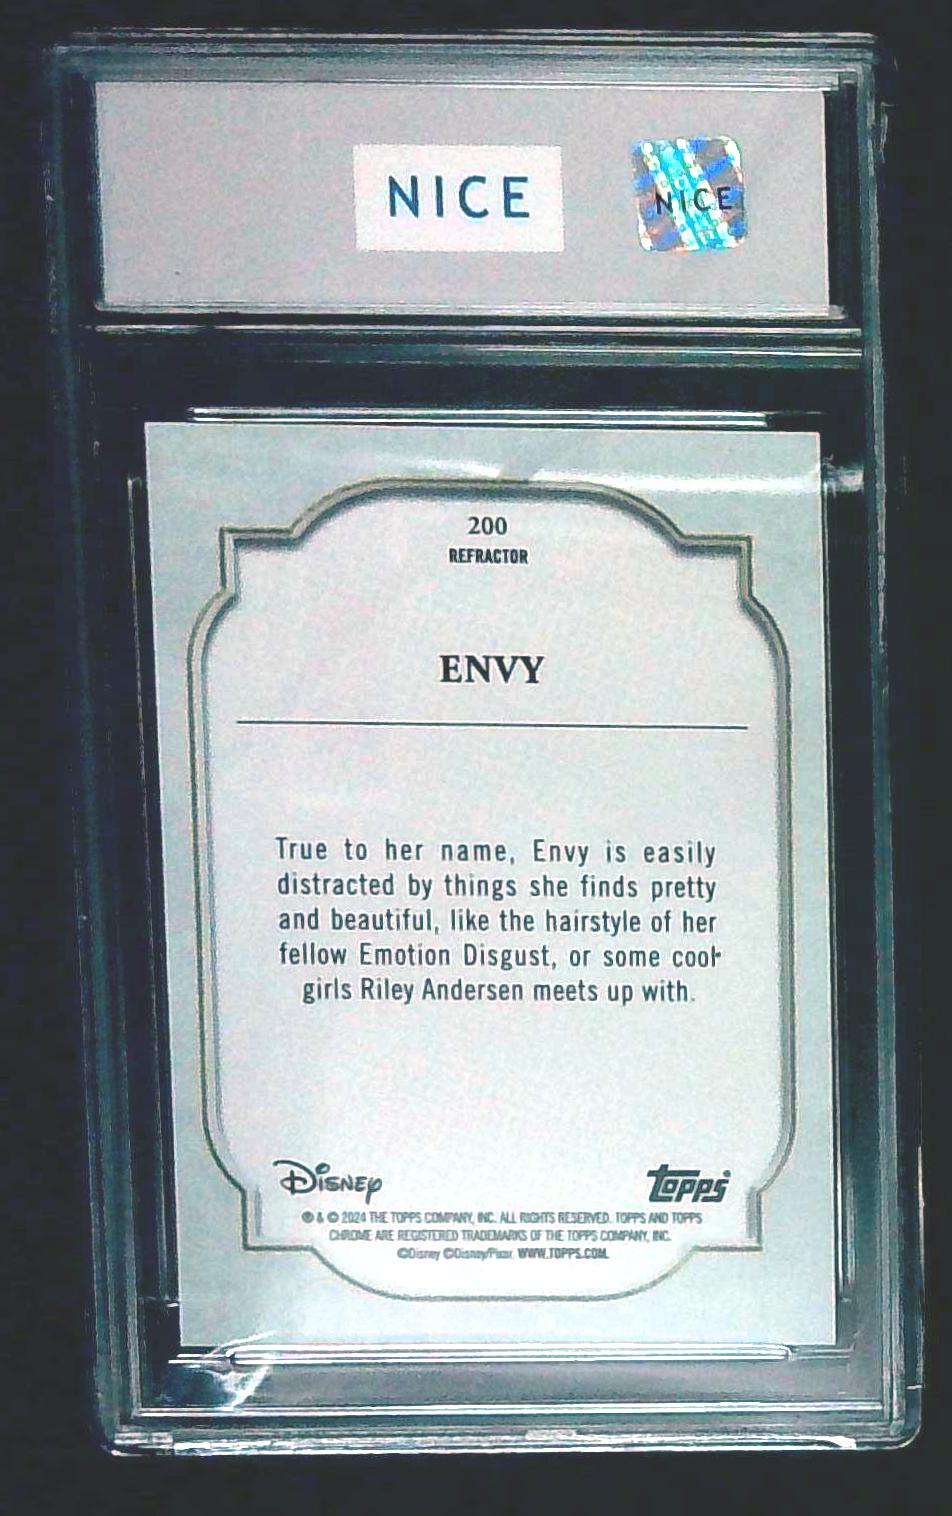 NICE
NICE
200
REFRACTOR
ENVY
True to her name, Envy is easily
distracted by things she finds pretty
and beautiful, like the hairstyle of her
fellow Emotion Disgust, or some cool
girls Riley Andersen meets up with.
Disney
Topps
® & © 2024 THE TOPPS COMPANY, INC. ALL RIGHTS RESERVED. TOPPS AND TOPPS
CHROME ARE REGISTERED TRADEMARKS OF THE TOPPS COMPANY, INC.
©Disney ©Disney/Pixar. WWW.TOPPS.COM.